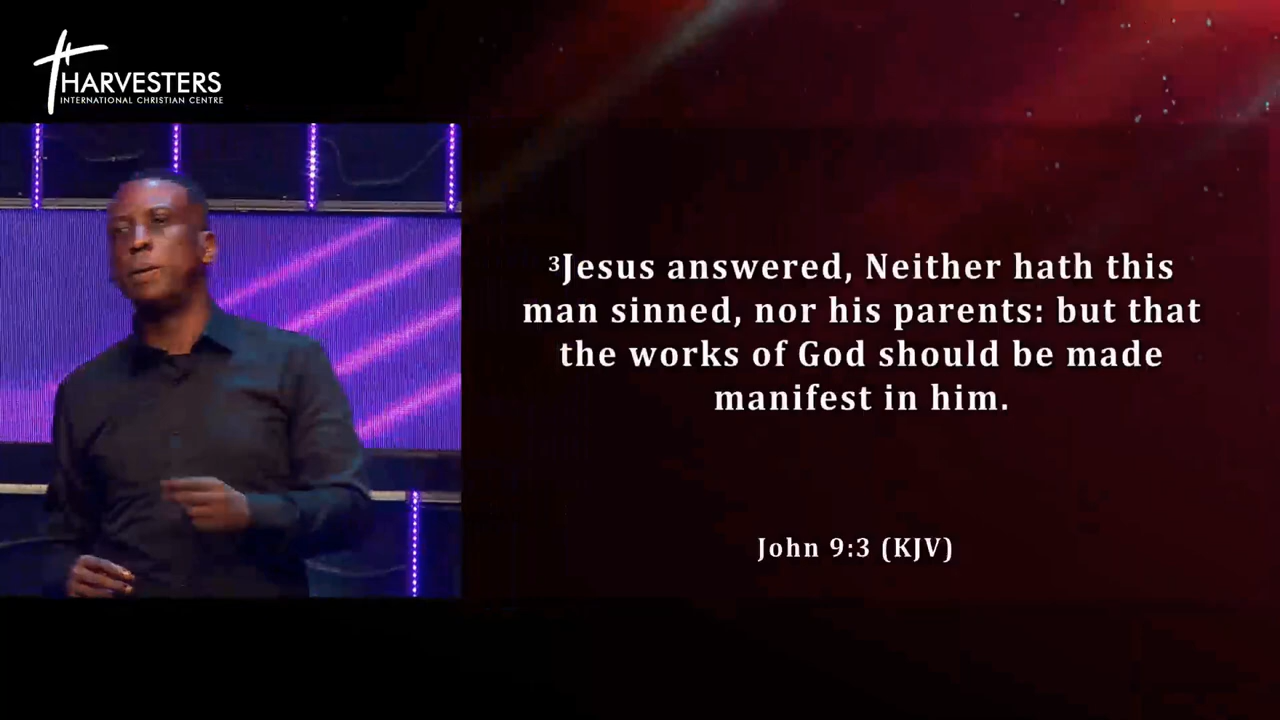 HARVESTERS
INTERNATIONAL CHRISTIAN CENTRE
³Jesus answered, Neither hath this
man sinned, nor his parents: but that
the works of God should be made
manifest in him.
John 9:3 (KJV)